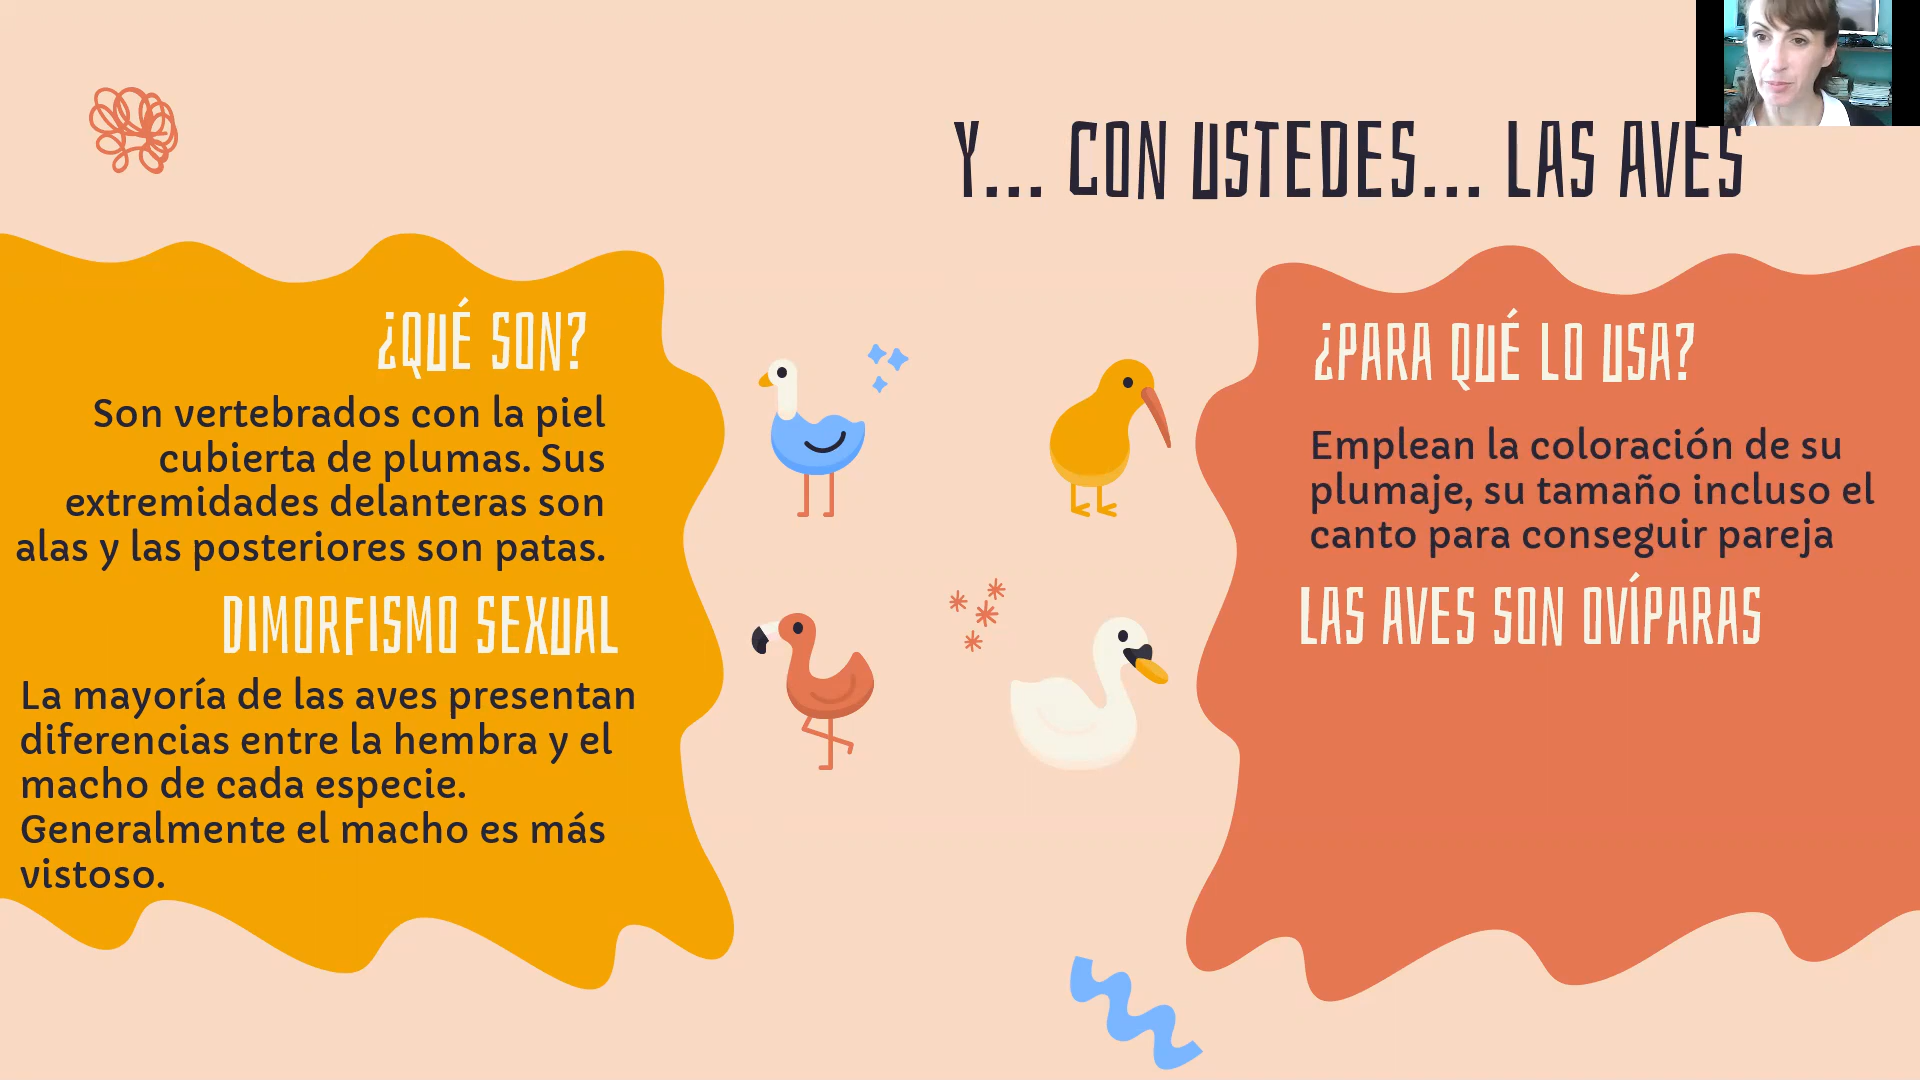 Y... CON USTEDES... LAS AVES
¿QUÉ SON?
Son vertebrados con la piel
cubierta de plumas. Sus
extremidades delanteras son
alas y las posteriores son patas.
DIMORFISMO SEXUAL
La mayoría de las aves presentan
diferencias entre la hembra y el
macho de cada especie.
Generalmente el macho es más
vistoso.
¿PARA QUÉ LO USA?
Emplean la coloración de su
plumaje, su tamaño incluso el
canto para conseguir pareja
LAS AVES SON OVÍPARAS